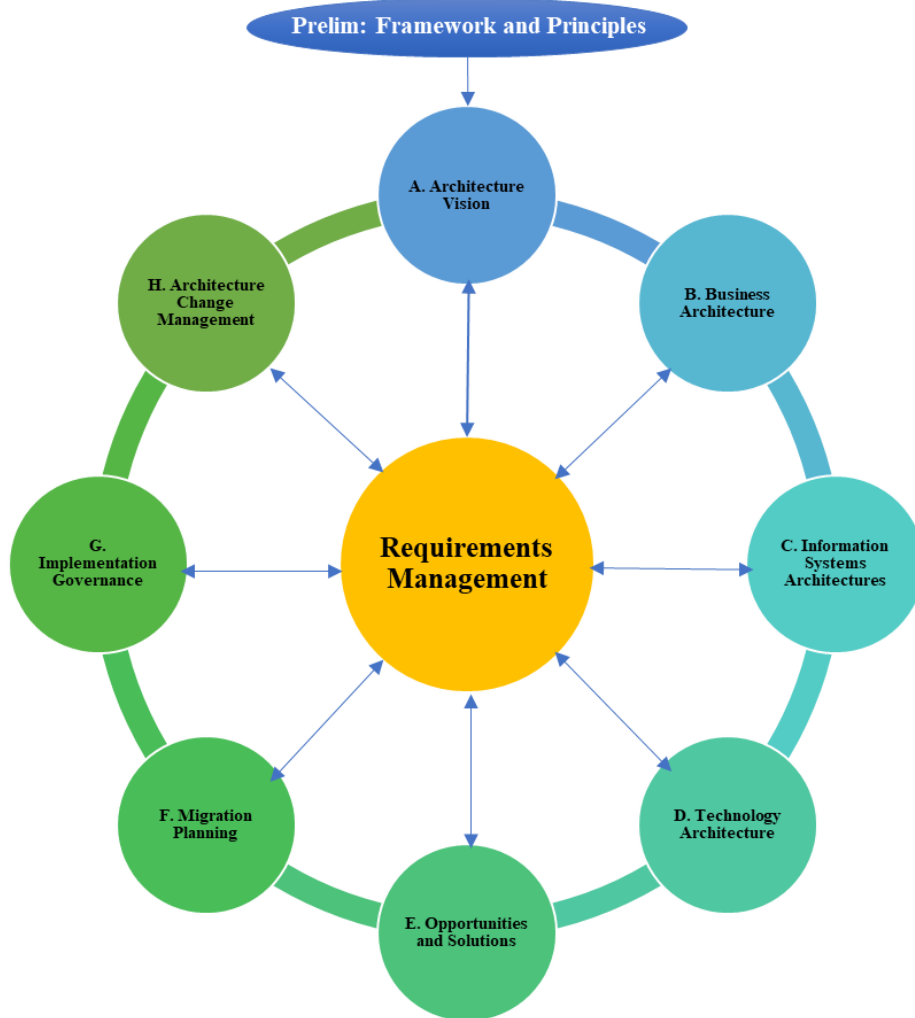 Prelim: Framework and Principles
A. Architecture
Vision
B. Business
Architecture
C. Information
Systems
Architectures
D. Technology
Architecture
E. Opportunities
and Solutions
F. Migration
Planning
G.
Implementation
Governance
H. Architecture
Change
Management
Requirements
Management